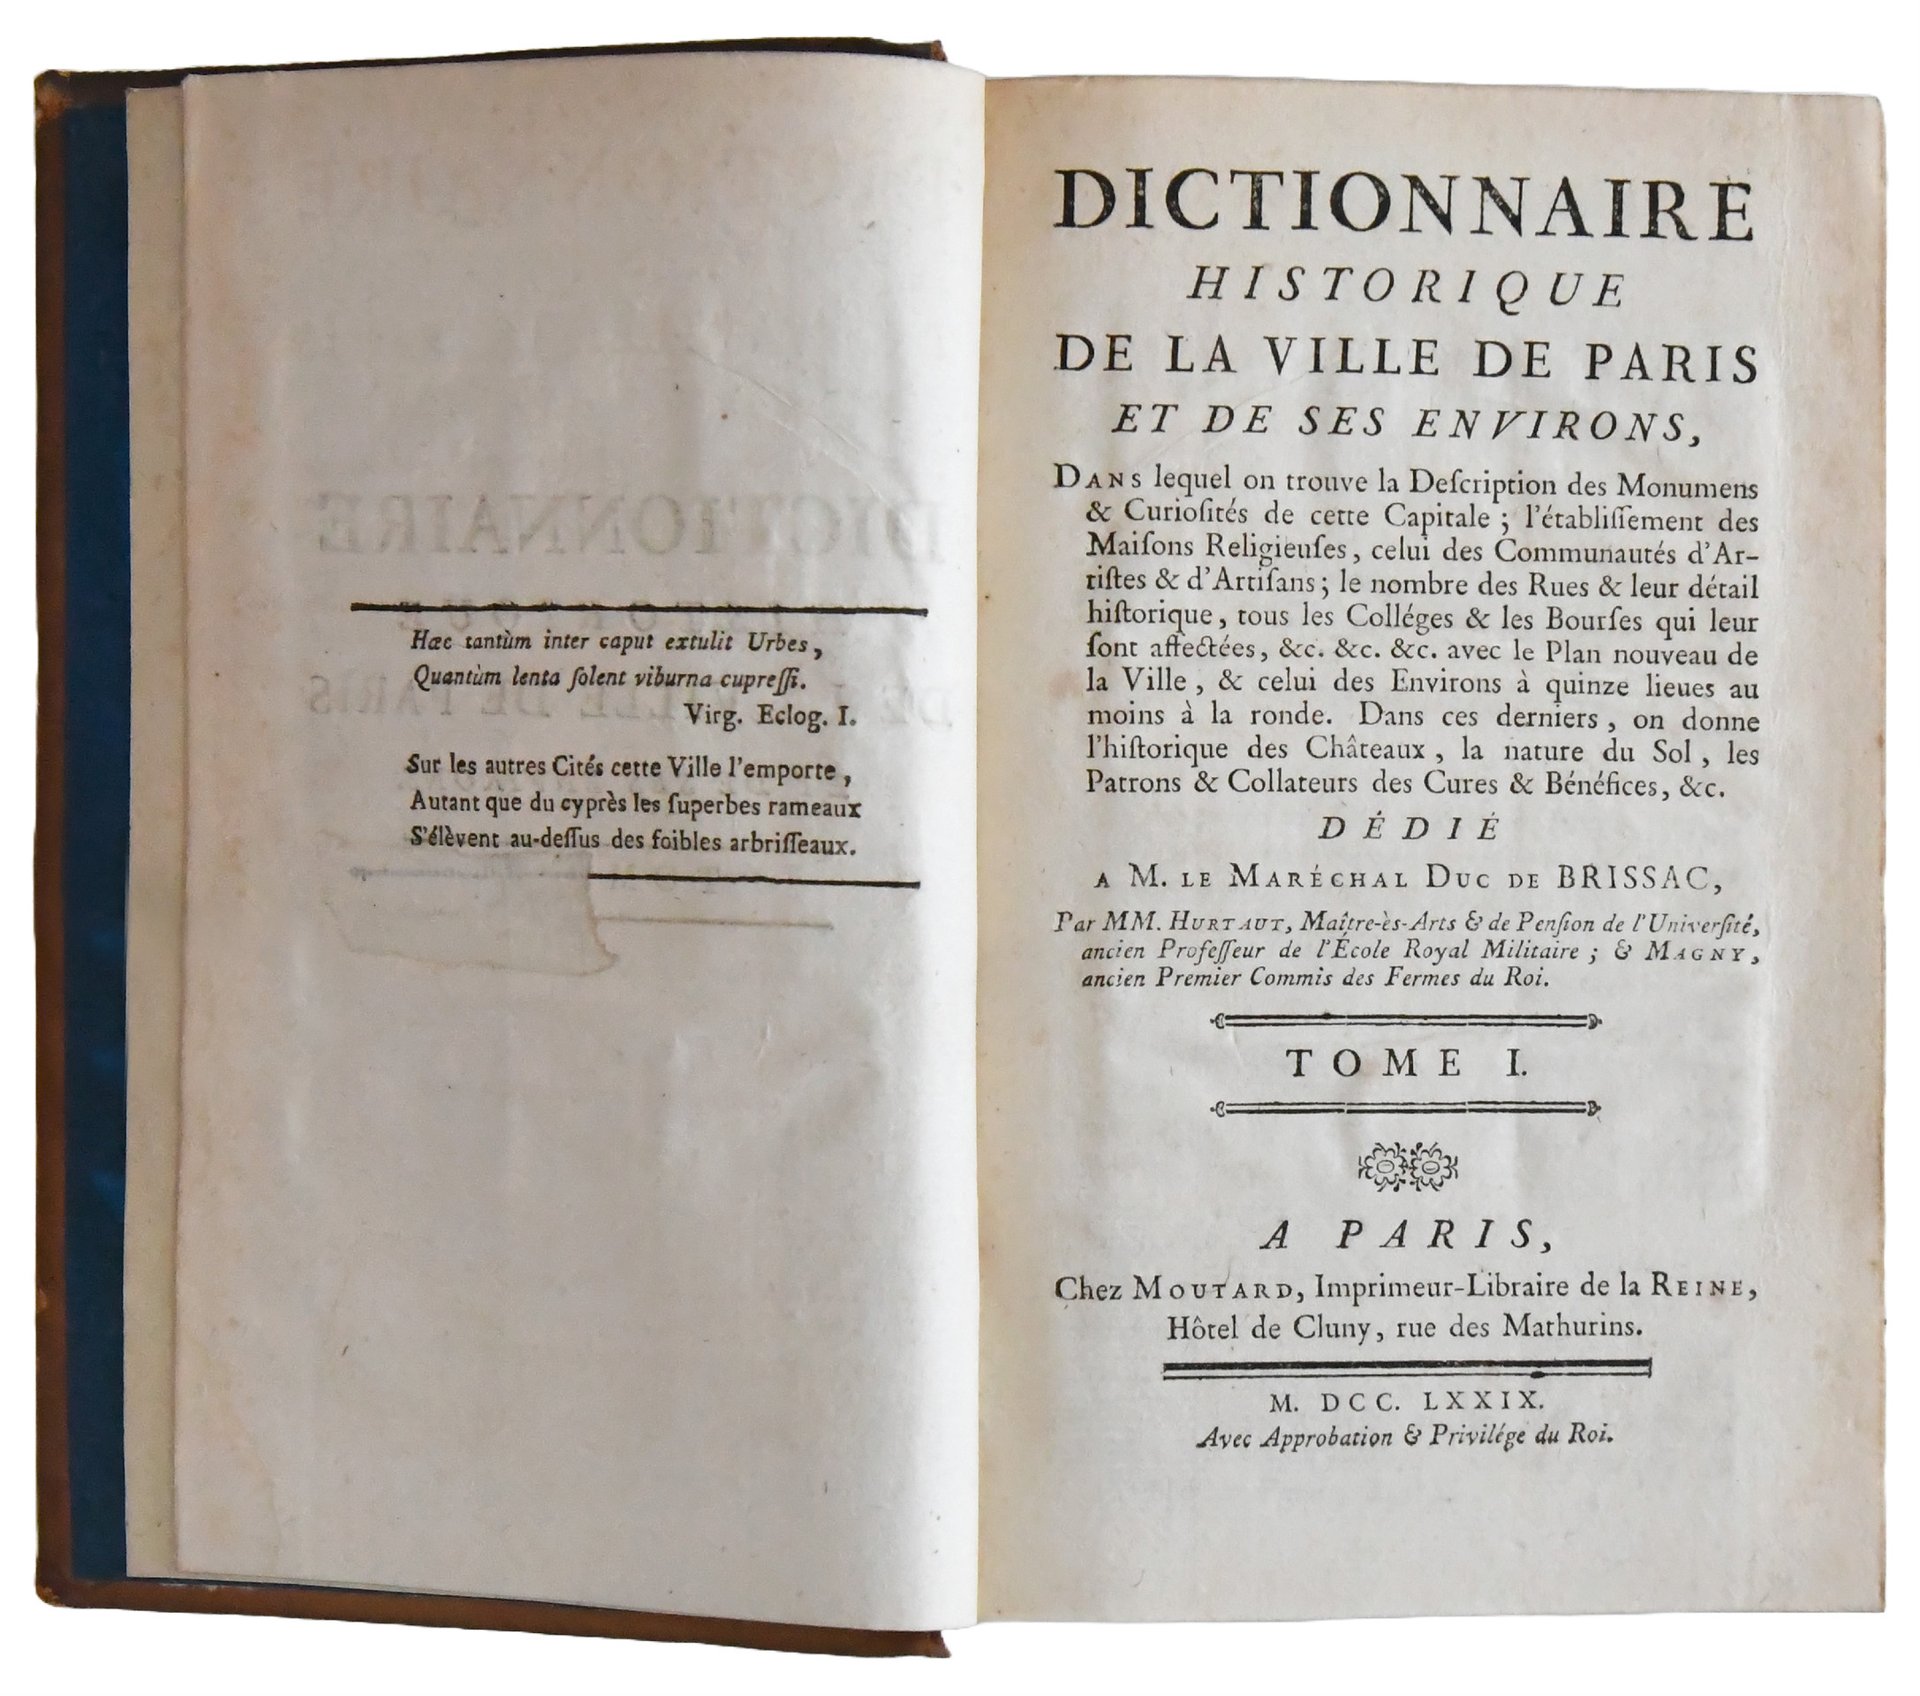 Hæc tantùm inter caput extulit Urbes,
Quantùm lenta ſolent viburna cupreſſi.
Virg. Eclog. I.
Sur les autres Cités cette Ville l'emporte,
Autant que du cyprès les ſuperbes rameaux
S'élèvent au-deſſus des foibles arbriſſeaux.
DICTIONNAIRE
HISTORIQUE
DE LA VILLE DE PARIS
ET DE SES ENVIRONS,
DANS lequel on trouve la Deſcription des Monumens
& Curioſités de cette Capitale ; l'établiſſement des
Maiſons Religieuſes, celui des Communautés d'Ar-
tiſtes & d'Artiſans ; le nombre des Rues & leur détail
hiſtorique, tous les Colléges & les Bourſes qui leur
ſont affectées, &c. &c. &c. avec le Plan nouveau de
la Ville, & celui des Environs à quinze lieues au
moins à la ronde. Dans ces derniers, on donne
l'hiſtorique des Châteaux, la nature du Sol, les
Patrons & Collateurs des Cures & Bénéfices, &c.
DÉDIÉ
A M. LE MARÉCHAL DUC DE BRISSAC,
Par MM. HURTAUT, Maître-ès-Arts & de Penſion de l'Univerſité,
ancien Profeſſeur de l'École Royal Militaire ; & MAGNY,
ancien Premier Commis des Fermes du Roi.
TOME I.
A PARIS,
Chez MOUTARD, Imprimeur-Libraire de la REINE,
Hôtel de Cluny, rue des Mathurins.
M. DCC. LXXIX.
Avec Approbation & Privilége du Roi.